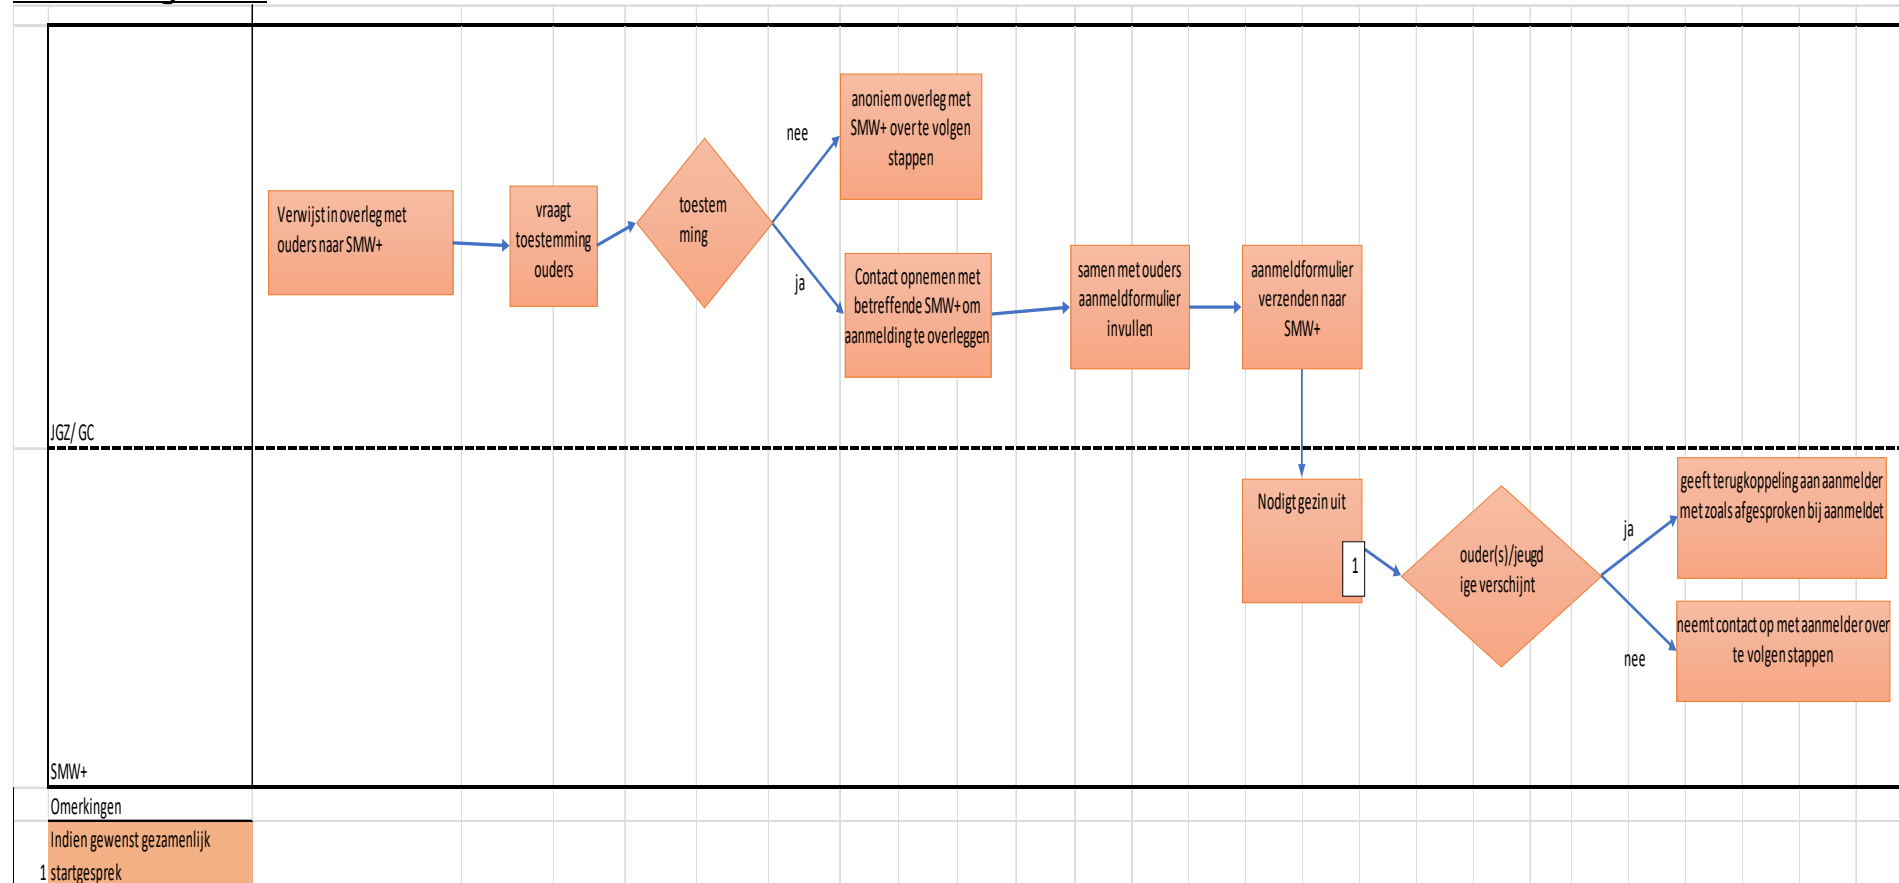 anoniem overleg met
SMW+ over te volgen
stappen
nee
Verwijst in overleg met
ouders naar SMW+
vraagt
toestemming
ouders
toestem
ming
ja
Contact opnemen met
betreffende SMW+ om
aanmelding te overleggen
samen met ouders
aanmeldformulier
invullen
aanmeldformulier
verzenden naar
SMW+
JGZ/ GC
Nodigt gezin uit
1
ouder(s)/jeugd
ige verschijnt
ja
geeft terugkoppeling aan aanmelder
met zoals afgesproken bij aanmeldet
nee
neemt contact op met aanmelder over
te volgen stappen
SMW+
Omerkingen
Indien gewenst gezamenlijk
1 startgesprek